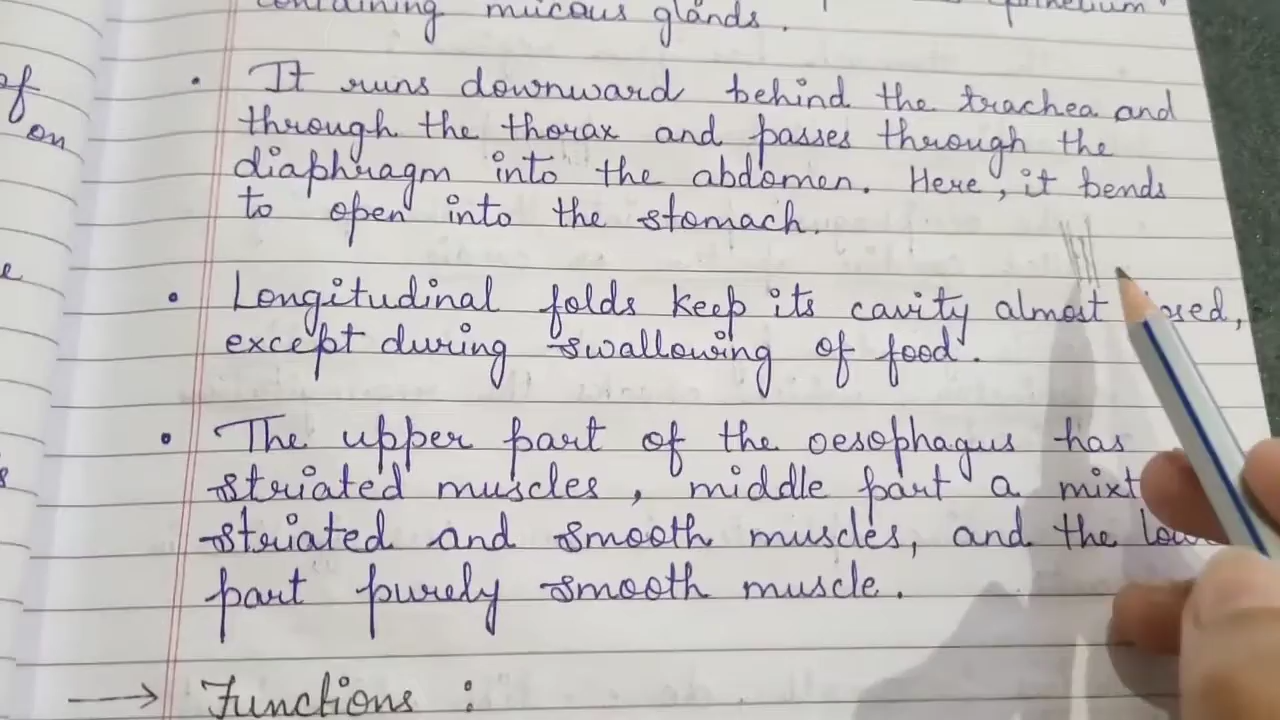 containing mucous glands.
• It runs downward behind the trachea and
through the thorax and passes through the
diaphragm into the abdomen. Here, it bends
to open into the stomach.
• Longitudinal folds keep its cavity almost
except during swallowing of food.
• The upper part of the oesophagus has
striated muscles, middle part a
striated and smooth muscles, and the
part purely smooth muscle.
→ Functions :
of
on